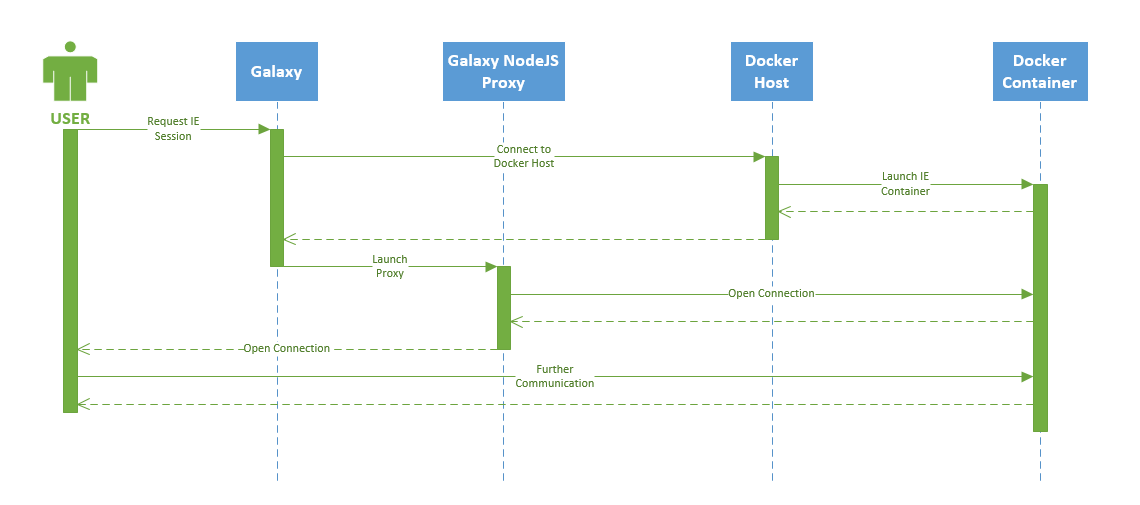 USER
Galaxy
Galaxy NodeJS
Proxy
Docker
Host
Docker
Container
Request IE
Session
Connect to
Docker Host
Launch IE
Container
Launch
Proxy
Open Connection
Open Connection
Further
Communication